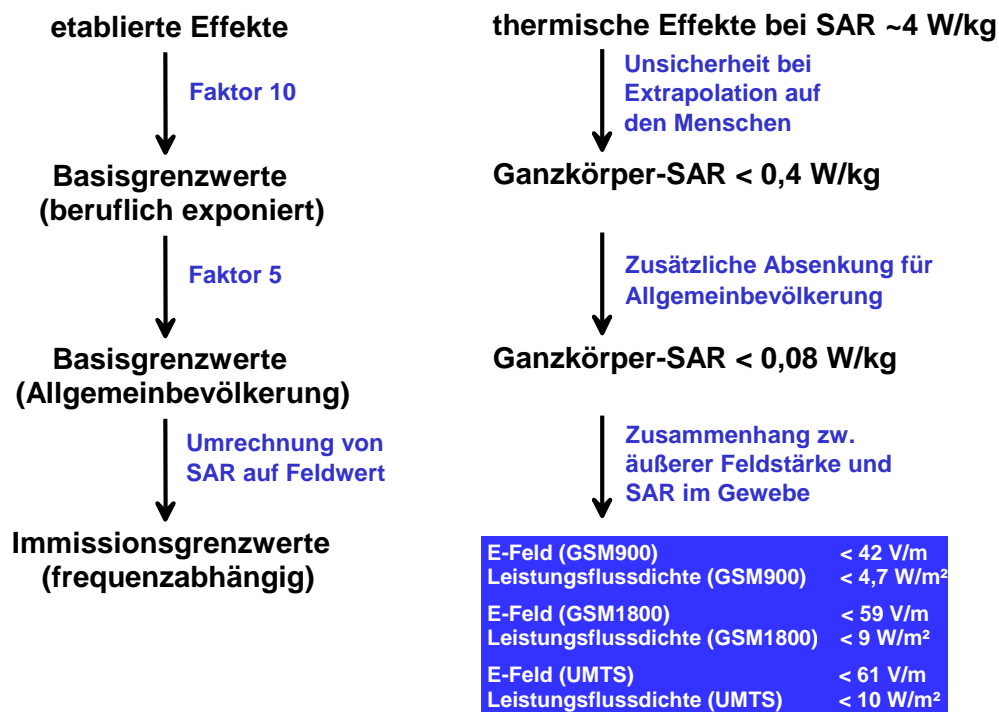 etablierte Effekte
Faktor 10
Basisgrenzwerte
(beruflich exponiert)
Faktor 5
Basisgrenzwerte
(Allgemeinbevölkerung)
Umrechnung von
SAR auf Feldwert
Immissionsgrenzwerte
(frequenzabhängig)
thermische Effekte bei SAR ~4 W/kg
Unsicherheit bei
Extrapolation auf
den Menschen
Ganzkörper-SAR < 0,4 W/kg
Zusätzliche Absenkung für
Allgemeinbevölkerung
Ganzkörper-SAR < 0,08 W/kg
Zusammenhang zw.
äußerer Feldstärke und
SAR im Gewebe
E-Feld (GSM900) < 42 V/m
Leistungsflussdichte (GSM900) < 4,7 W/m²
E-Feld (GSM1800) < 59 V/m
Leistungsflussdichte (GSM1800) < 9 W/m²
E-Feld (UMTS) < 61 V/m
Leistungsflussdichte (UMTS) < 10 W/m²